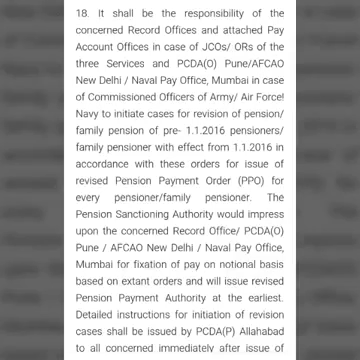 18. It shall be the responsibility of the
concerned Record Offices and attached Pay
Account Offices in case of JCOs/ ORs of the
three Services and PCDA(O) Pune/AFCAO
New Delhi / Naval Pay Office, Mumbai in case
of Commissioned Officers of Army/ Air Force!
Navy to initiate cases for revision of pension/
family pension of pre- 1.1.2016 pensioners/
family pensioner with effect from 1.1.2016 in
accordance with these orders for issue of
revised Pension Payment Order (PPO) for
every pensioner/family pensioner. The
Pension Sanctioning Authority would impress
upon the concerned Record Office/ PCDA(O)
Pune / AFCAO New Delhi / Naval Pay Office,
Mumbai for fixation of pay on notional basis
based on extant orders and will issue revised
Pension Payment Authority at the earliest.
Detailed instructions for initiation of revision
cases shall be issued by PCDA(P) Allahabad
to all concerned immediately after issue of